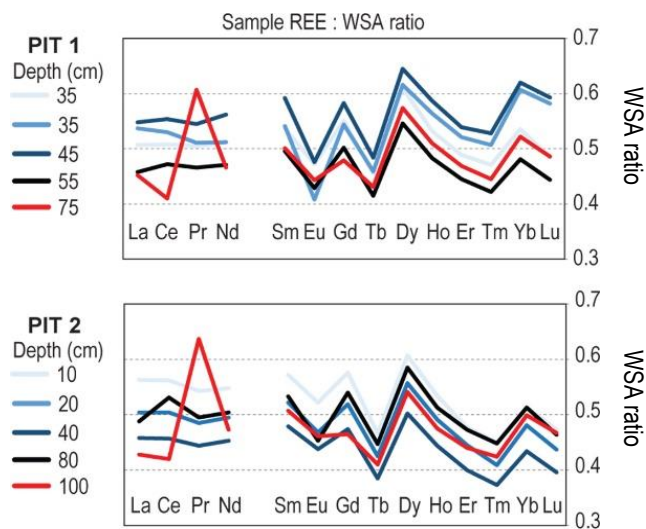 Sample REE : WSA ratio
PIT 1
Depth (cm)
35
35
45
55
75
La Ce Pr Nd Sm Eu Gd Tb Dy Ho Er Tm Yb Lu
0.7
0.6
0.5
0.4
0.3
WSA ratio
PIT 2
Depth (cm)
10
20
40
80
100
La Ce Pr Nd Sm Eu Gd Tb Dy Ho Er Tm Yb Lu
0.7
0.6
0.5
0.4
0.3
WSA ratio